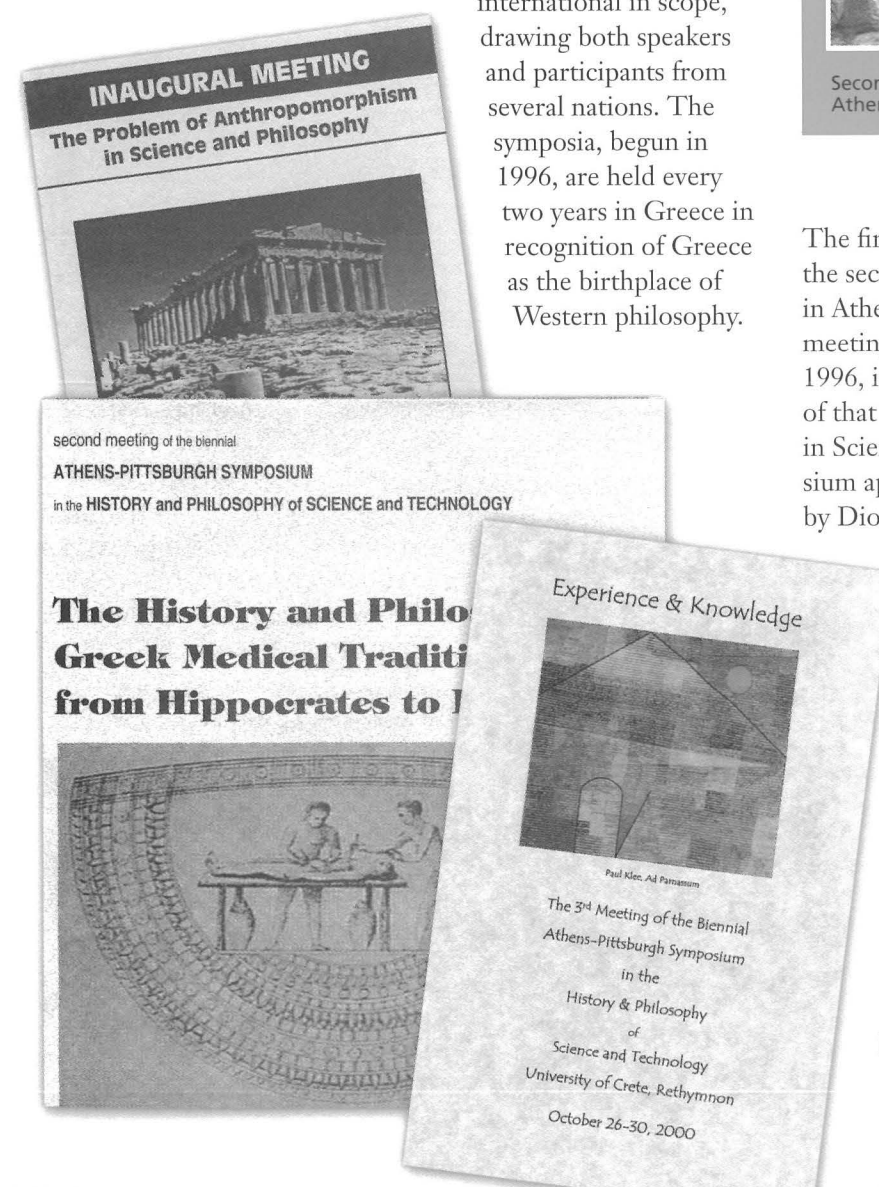 international in scope,
drawing both speakers
and participants from
several nations. The
symposia, begun in
1996, are held every
two years in Greece in
recognition of Greece
as the birthplace of
Western philosophy.
INAUGURAL MEETING
The Problem of Anthropomorphism
in Science and Philosophy
second meeting of the biennial
ATHENS-PITTSBURGH SYMPOSIUM
in the HISTORY and PHILOSOPHY of SCIENCE and TECHNOLOGY
The History and Philo
Greek Medical Traditi
from Hippocrates to
Experience & Knowledge
Paul Klee, Ad Parnassum
The 3rd Meeting of the Biennial
Athens-Pittsburgh Symposium
in the
History & Philosophy
of
Science and Technology
University of Crete, Rethymnon
October 26-30, 2000
Secon
Athe
The fir
the sec
in Athe
meetin
1996, i
of that
in Scie
sium ap
by Dio